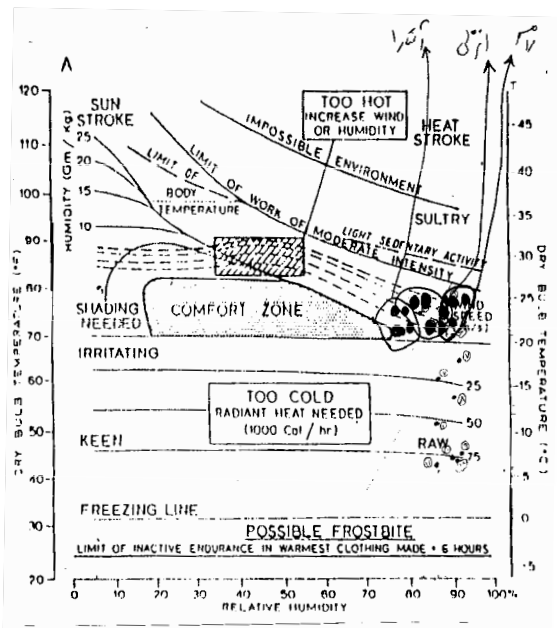 A
120
110
100
90
80
70
60
50
40
30
20
HUMIDITY (Gm / Kg)
25
20
15
10
SUN
STROKE
TOO HOT
INCREASE WIND
OR HUMIDITY
HEAT
STROKE
IMPOSSIBLE ENVIRONMENT
LIMIT OF
BODY
TEMPERATURE
LIMIT OF WORK OF MODERATE INTENSITY
LIGHT SEDENTARY ACTIVITY
SULTRY
45
40
35
30
25
20
15
10
5
0
-5
DRY BULB TEMPERATURE (°F)
DRY BULB TEMPERATURE (°C)
SHADING
NEEDED
COMFORT ZONE
SPEED
IRRITATING
TOO COLD
RADIANT HEAT NEEDED
(1000 Cal / hr)
25
50
75
KEEN
RAW
FREEZING LINE
POSSIBLE FROSTBITE
LIMIT OF INACTIVE ENDURANCE IN WARMEST CLOTHING MADE = 6 HOURS
0 10 20 30 40 50 60 70 80 90 100%
RELATIVE HUMIDITY